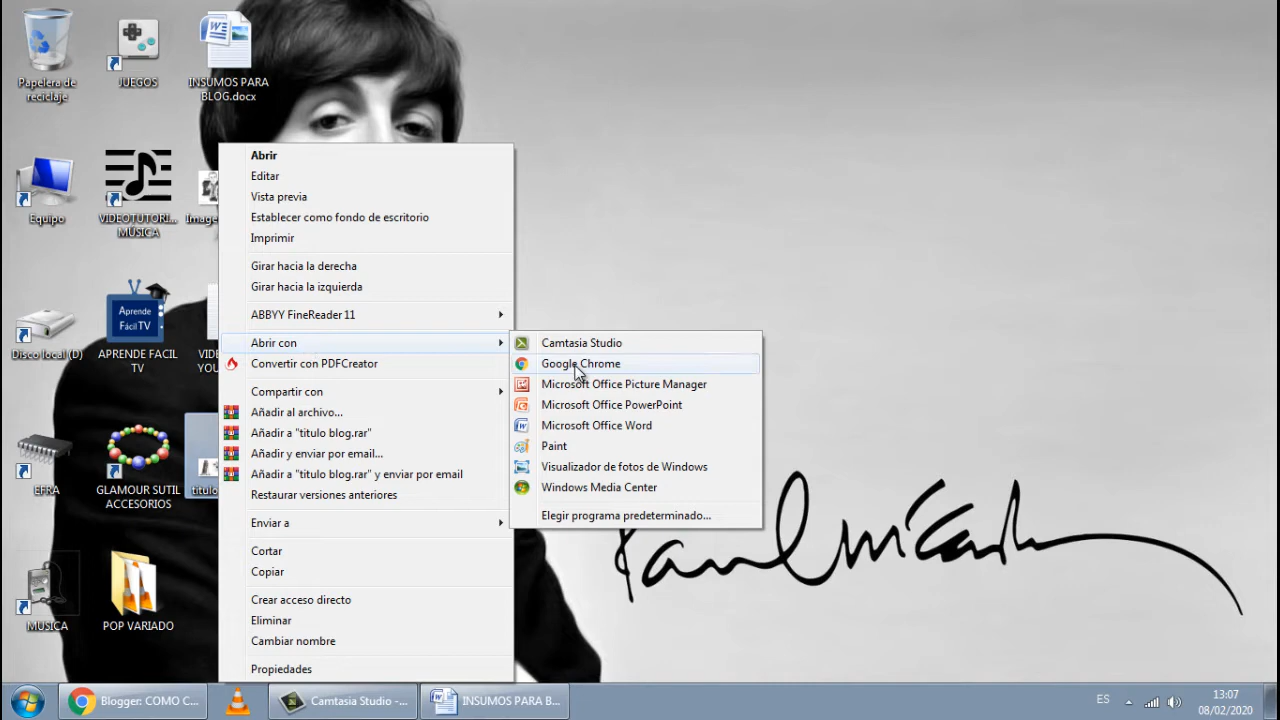 Papelera de
reciclaje
JUEGOS
INSUMOS PARA
BLOG.docx
Equipo
VIDEOTUTORI...
MÚSICA
Image
Disco local (D)
Aprende
Fácil TV
APRENDE FACIL
TV
VID
YOU
EFRA
GLAMOUR SUTIL
ACCESORIOS
titulo
MUSICA
POP VARIADO
Abrir
Editar
Vista previa
Establecer como fondo de escritorio
Imprimir
Girar hacia la derecha
Girar hacia la izquierda
ABBYY FineReader 11
Abrir con
Convertir con PDFCreator
Compartir con
Añadir al archivo...
Añadir a "titulo blog.rar"
Añadir y enviar por email...
Añadir a "titulo blog.rar" y enviar por email
Restaurar versiones anteriores
Enviar a
Cortar
Copiar
Crear acceso directo
Eliminar
Cambiar nombre
Propiedades
Camtasia Studio
Google Chrome
Microsoft Office Picture Manager
Microsoft Office PowerPoint
Microsoft Office Word
Paint
Visualizador de fotos de Windows
Windows Media Center
Elegir programa predeterminado...
Blogger: COMO C...
Camtasia Studio -...
INSUMOS PARA B...
ES
13:07
08/02/2020